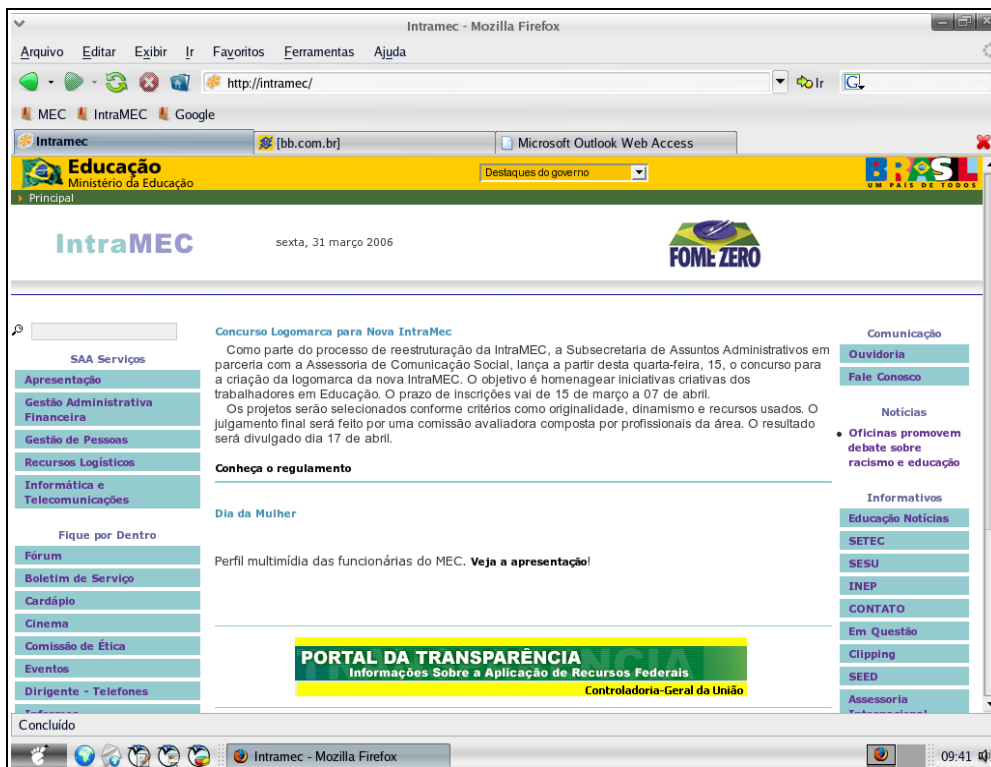 Intramec - Mozilla Firefox
Arquivo Editar Exibir Ir Favoritos Ferramentas Ajuda
http://intramec/ Ir G
MEC IntraMEC Google
Intramec [bb.com.br] Microsoft Outlook Web Access
Educação
Ministério da Educação
Destaques do governo
BRASIL
UM PAÍS DE TODOS
Principal
IntraMEC
sexta, 31 março 2006
FOME ZERO
SAA Serviços
Apresentação
Gestão Administrativa
Financeira
Gestão de Pessoas
Recursos Logísticos
Informática e
Telecomunicações
Fique por Dentro
Fórum
Boletim de Serviço
Cardápio
Cinema
Comissão de Ética
Eventos
Dirigente - Telefones
Informes
Concurso Logomarca para Nova IntraMec
Como parte do processo de reestruturação da IntraMEC, a Subsecretaria de Assuntos Administrativos em
parceria com a Assessoria de Comunicação Social, lança a partir desta quarta-feira, 15, o concurso para
a criação da logomarca da nova IntraMEC. O objetivo é homenagear iniciativas criativas dos
trabalhadores em Educação. O prazo de inscrições vai de 15 de março a 07 de abril.
Os projetos serão selecionados conforme critérios como originalidade, dinamismo e recursos usados. O
julgamento final será feito por uma comissão avaliadora composta por profissionais da área. O resultado
será divulgado dia 17 de abril.
Conheça o regulamento
Dia da Mulher
Perfil multimídia das funcionárias do MEC. Veja a apresentação!
PORTAL DA TRANSPARÊNCIA
Informações Sobre a Aplicação de Recursos Federais
Controladoria-Geral da União
Comunicação
Ouvidoria
Fale Conosco
Notícias
Oficinas promovem
debate sobre
racismo e educação
Informativos
Educação Notícias
SETEC
SESU
INEP
CONTATO
Em Questão
Clipping
SEED
Assessoria
Internacional
Concluído
Intramec - Mozilla Firefox
09:41